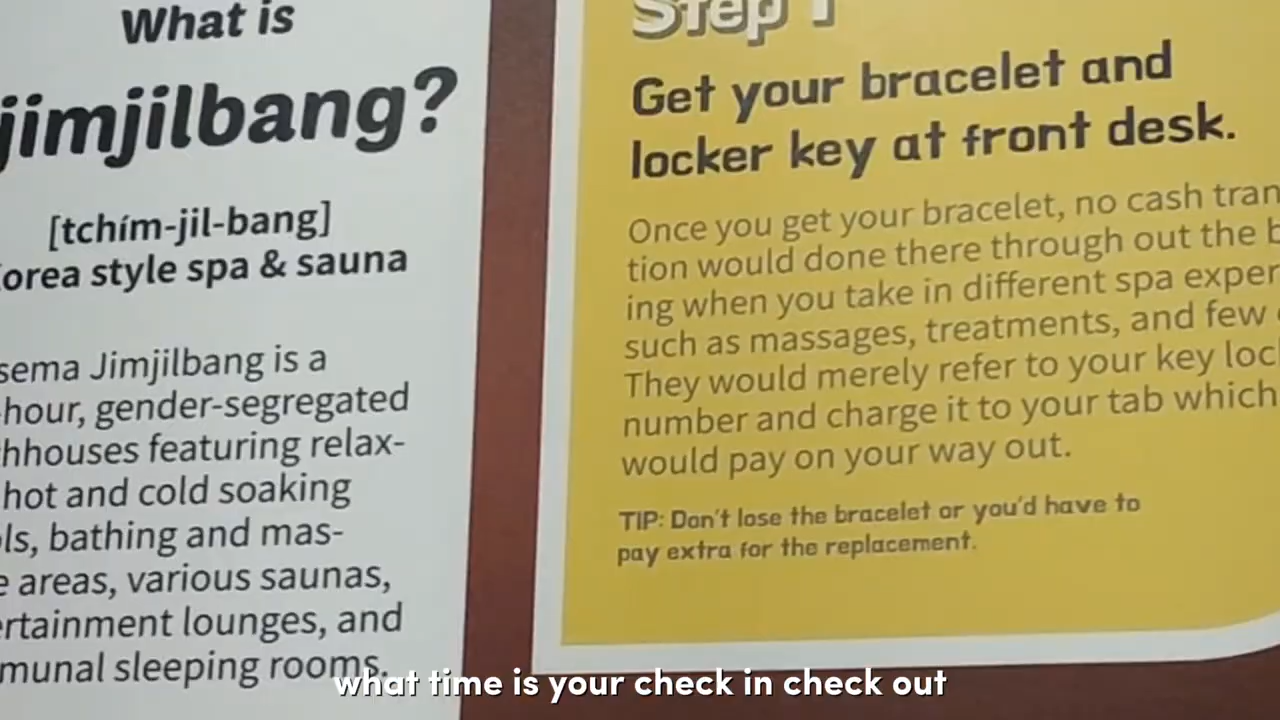 What is
jimjilbang?
[tchím-jil-bang]
orea style spa & sauna
sema Jimjilbang is a
-hour, gender-segregated
hhouses featuring relax-
hot and cold soaking
ls, bathing and mas-
e areas, various saunas,
ertainment lounges, and
munal sleeping rooms.
Step 1
Get your bracelet and
locker key at front desk.
Once you get your bracelet, no cash tran
tion would done there through out the b
ing when you take in different spa exper
such as massages, treatments, and few
They would merely refer to your key loc
number and charge it to your tab which
would pay on your way out.
TIP: Don't lose the bracelet or you'd have to
pay extra for the replacement.
what time is your check in check out